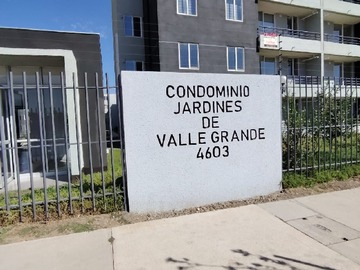 CONDOMINIO
JARDINES
DE
VALLE GRANDE
4603